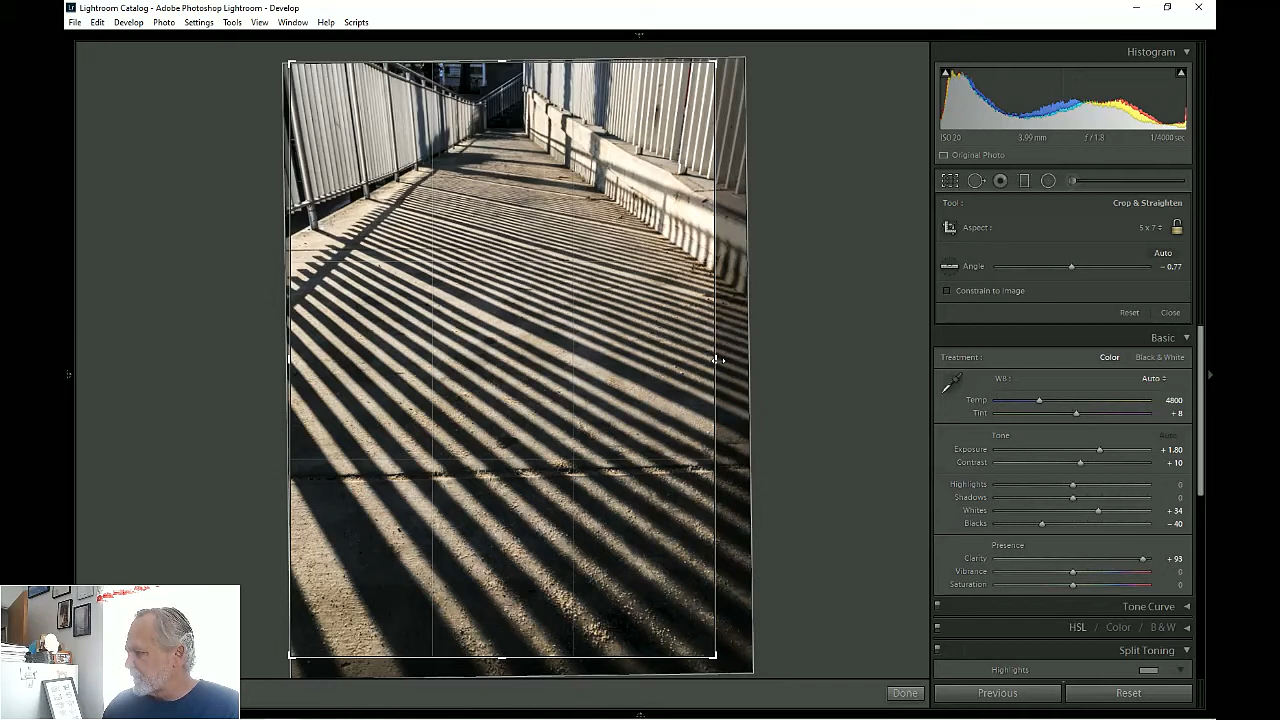 Lightroom Catalog - Adobe Photoshop Lightroom - Develop
File Edit Develop Photo Settings Tools View Window Help Scripts
Histogram
ISO 20 3.99 mm f / 1.8 1/4000 sec
Original Photo
Tool : Crop & Straighten
Aspect : 5 x 7
Auto
Angle - 0.77
Constrain to Image
Reset Close
Basic
Treatment : Color Black & White
WB : Auto
Temp 4800
Tint + 8
Tone Auto
Exposure + 1.80
Contrast + 10
Highlights 0
Shadows 0
Whites + 34
Blacks - 40
Presence
Clarity + 93
Vibrance 0
Saturation 0
Tone Curve
HSL / Color / B & W
Split Toning
Highlights
Done Previous Reset